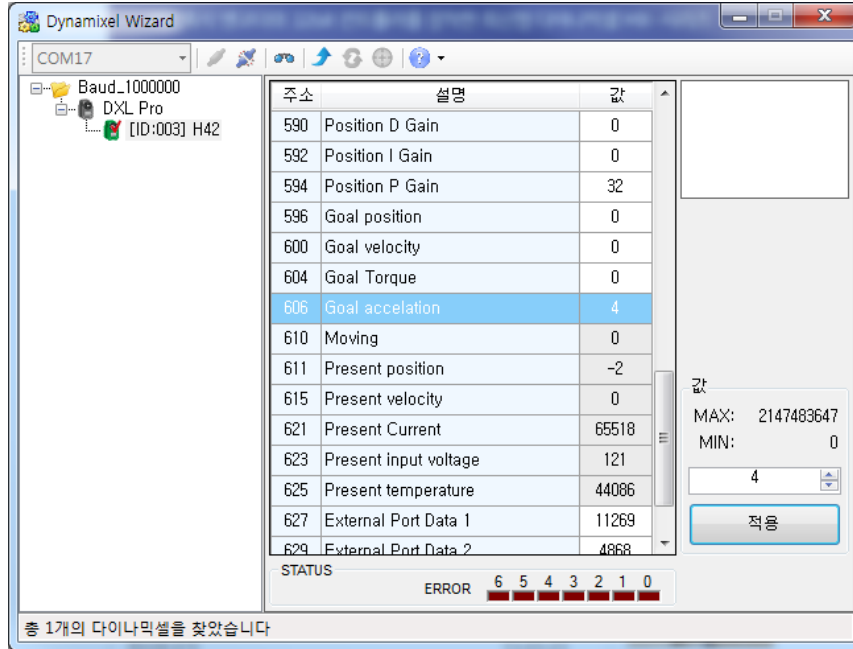 Dynamixel Wizard
COM17
Baud_1000000
DXL Pro
[ID:003] H42
주소 설명 값
590 Position D Gain 0
592 Position I Gain 0
594 Position P Gain 32
596 Goal position 0
600 Goal velocity 0
604 Goal Torque 0
606 Goal accelation 4
610 Moving 0
611 Present position -2
615 Present velocity 0
621 Present Current 65518
623 Present input voltage 121
625 Present temperature 44086
627 External Port Data 1 11269
629 External Port Data 2 4868
값
MAX: 2147483647
MIN: 0
4
적용
STATUS
ERROR 6 5 4 3 2 1 0
총 1개의 다이나믹셀을 찾았습니다